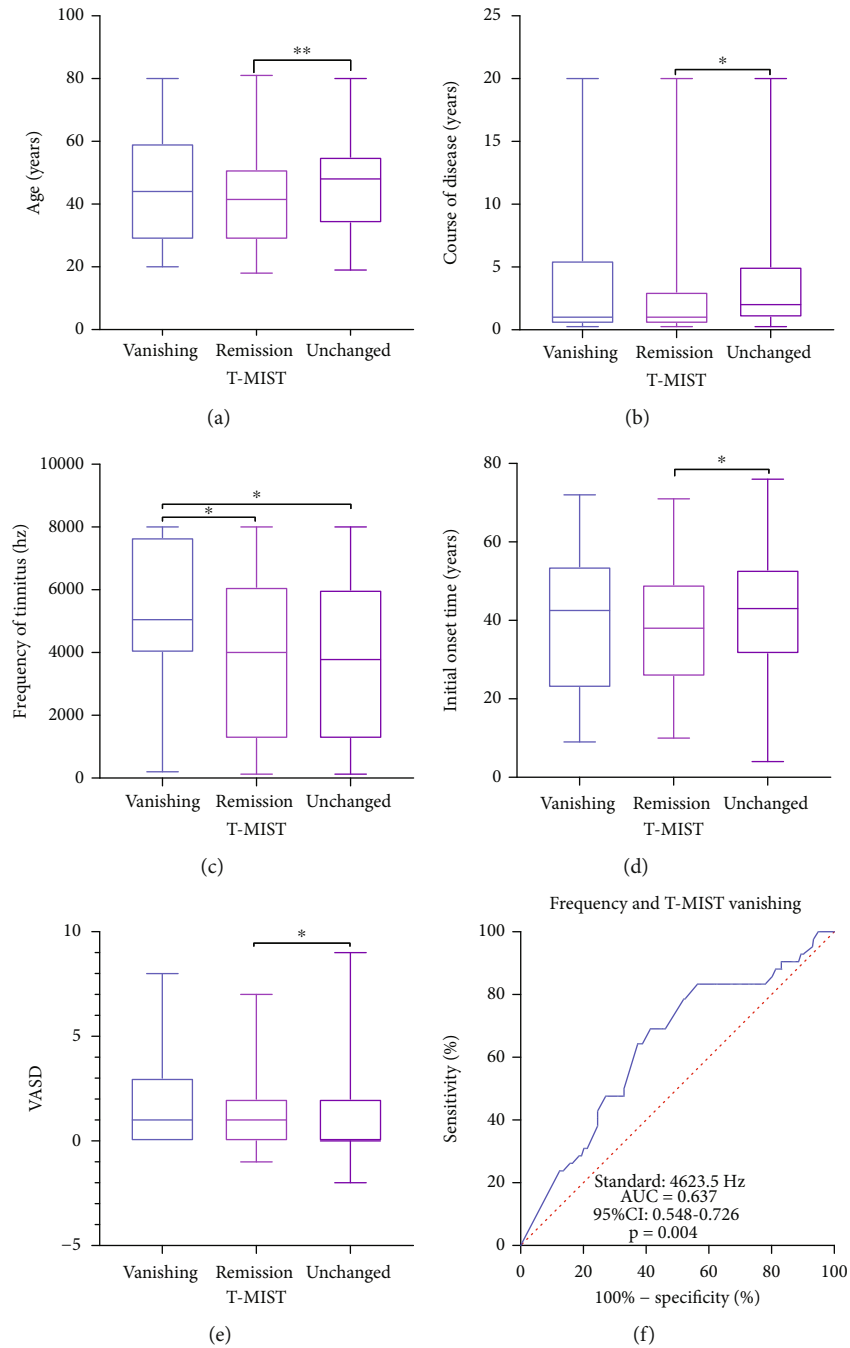 100
80
60
40
20
0
Age (years)
**
Vanishing Remission Unchanged
T-MIST
(a)
25
20
15
10
5
0
Course of disease (years)
*
Vanishing Remission Unchanged
T-MIST
(b)
10000
8000
6000
4000
2000
0
Frequency of tinnitus (hz)
*
*
Vanishing Remission Unchanged
T-MIST
(c)
80
60
40
20
0
Initial onset time (years)
*
Vanishing Remission Unchanged
T-MIST
(d)
10
5
0
−5
VASD
*
Vanishing Remission Unchanged
T-MIST
(e)
Frequency and T-MIST vanishing
100
80
60
40
20
0
Sensitivity (%)
Standard: 4623.5 Hz
AUC = 0.637
95%CI: 0.548-0.726
p = 0.004
0 20 40 60 80 100
100% − specificity (%)
(f)